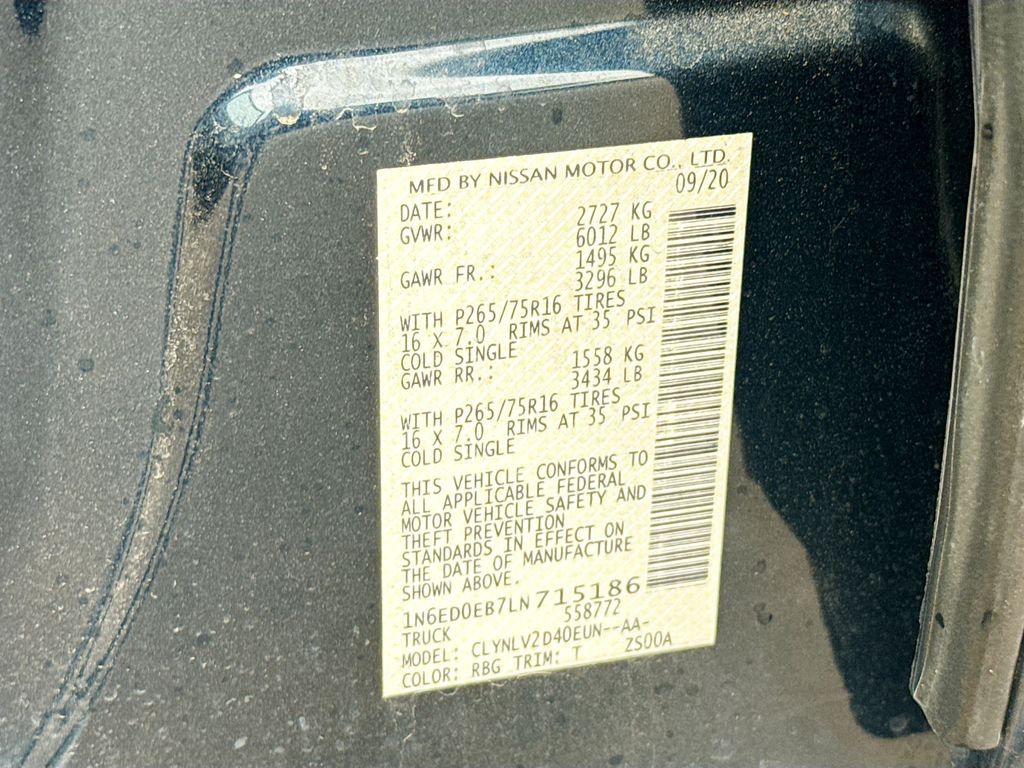 MFD BY NISSAN MOTOR CO., LTD.
DATE: 09/20
GVWR: 2727 KG
6012 LB
GAWR FR.: 1495 KG
3296 LB
WITH P265/75R16 TIRES
16 X 7.0 RIMS AT 35 PSI
COLD SINGLE
GAWR RR.: 1558 KG
3434 LB
WITH P265/75R16 TIRES
16 X 7.0 RIMS AT 35 PSI
COLD SINGLE
THIS VEHICLE CONFORMS TO
ALL APPLICABLE FEDERAL
MOTOR VEHICLE SAFETY AND
THEFT PREVENTION
STANDARDS IN EFFECT ON
THE DATE OF MANUFACTURE
SHOWN ABOVE.
1N6ED0EB7LN715186
TRUCK 558772
MODEL: CLYNLV2D40EUN--AA-
COLOR: RBG TRIM: T ZS00A